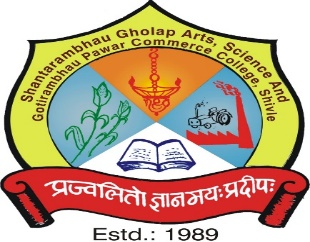 Shantarambhau Gholap Arts, Science And
Gotirambhau Pawar Commerce College, Shivle
प्रज्वलितो ज्ञानमयः प्रदीपः
Estd.: 1989